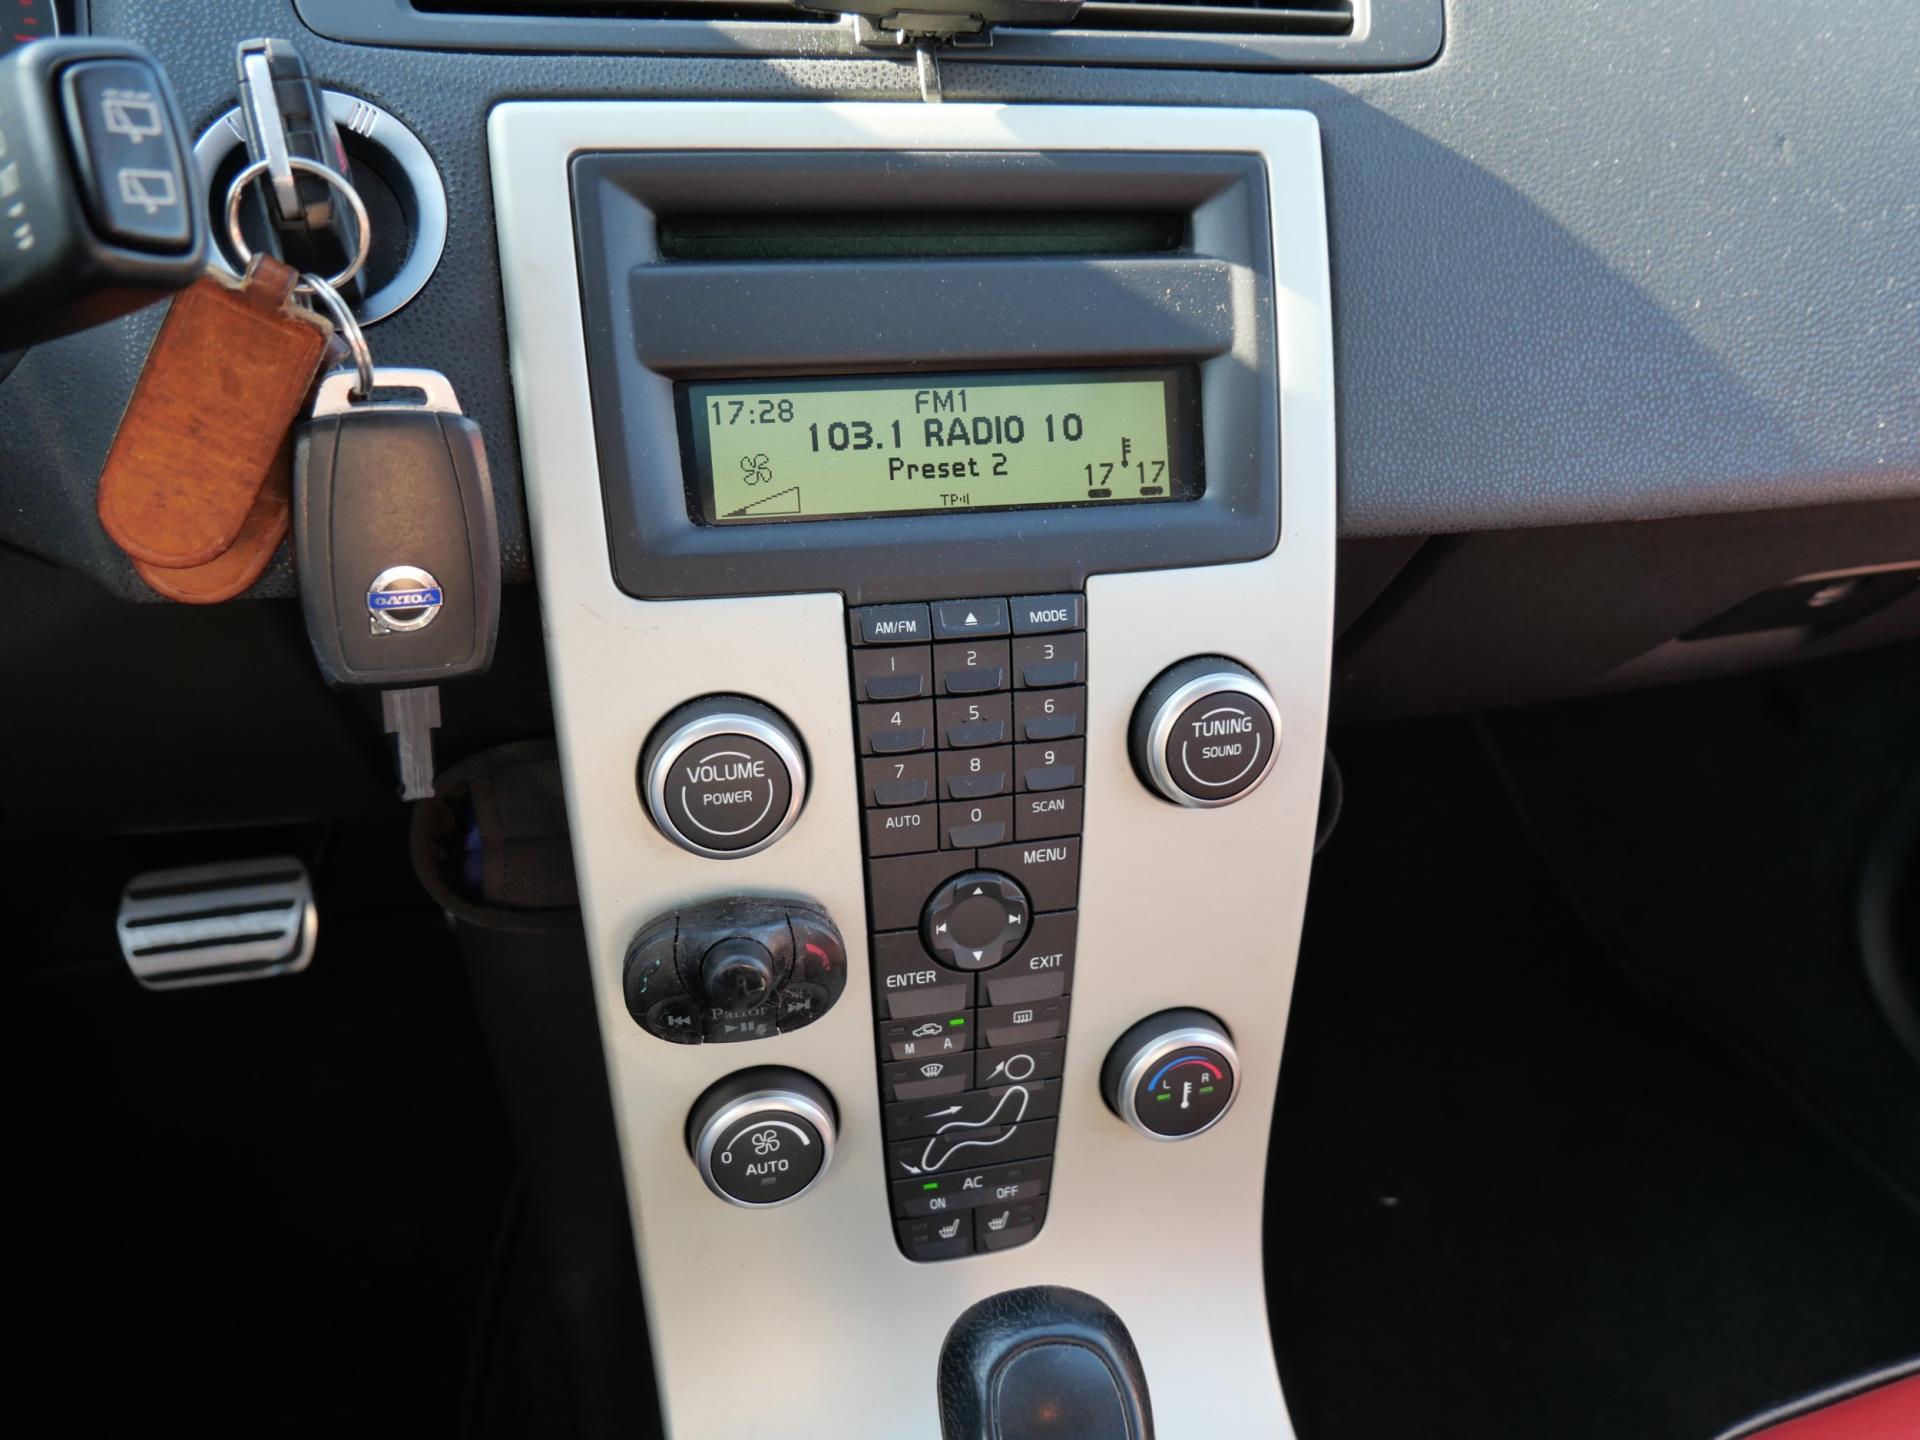 17:28
FM1
103.1 RADIO 10
Preset 2
17 17
TP
VOLVO
AM/FM
MODE
1
2
3
4
5
6
7
8
9
AUTO
0
SCAN
VOLUME
POWER
TUNING
SOUND
MENU
ENTER
EXIT
Parrot
M A
L R
0
AUTO
AC
ON OFF